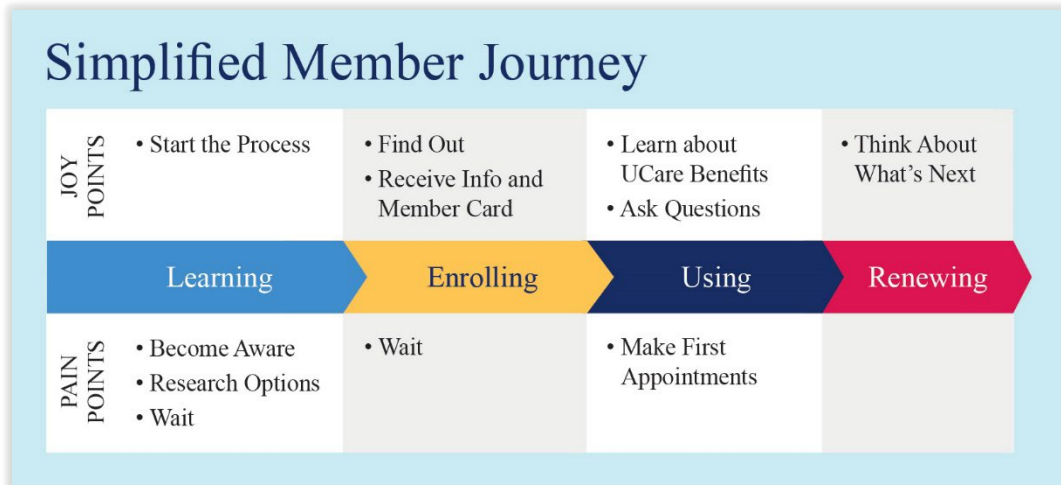 Simplified Member Journey
JOY
POINTS
• Start the Process
• Find Out
• Receive Info and
Member Card
• Learn about
UCare Benefits
• Ask Questions
• Think About
What’s Next
Learning
Enrolling
Using
Renewing
PAIN
POINTS
• Become Aware
• Research Options
• Wait
• Wait
• Make First
Appointments